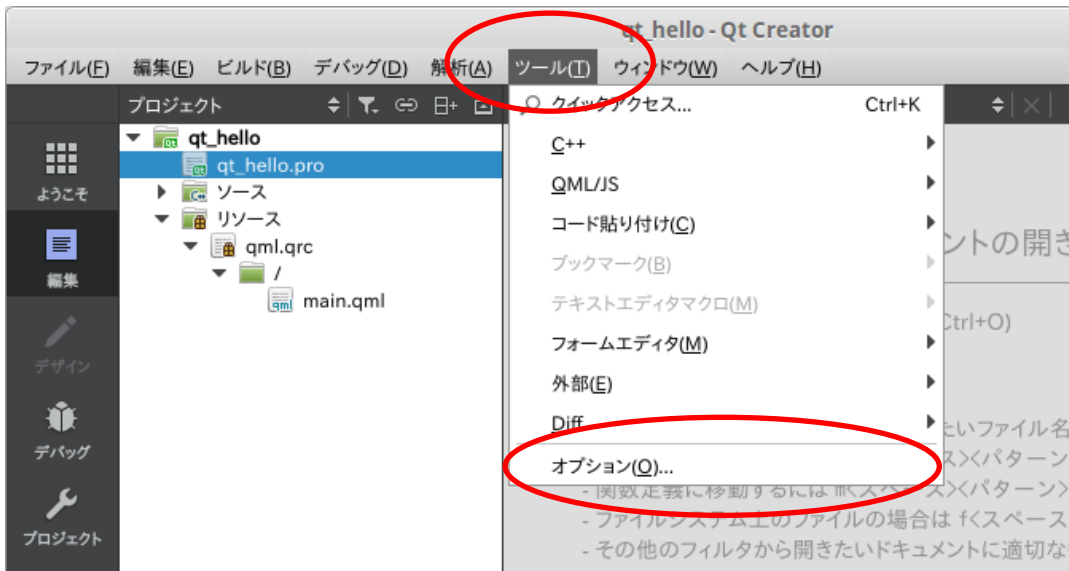 qt_hello - Qt Creator
ファイル(F) 編集(E) ビルド(B) デバッグ(D) 解析(A) ツール(T) ウィンドウ(W) ヘルプ(H)
プロジェクト
qt_hello
qt_hello.pro
ソース
リソース
qml.qrc
/
main.qml
ようこそ
編集
デザイン
デバッグ
プロジェクト
クイックアクセス... Ctrl+K
C++
QML/JS
コード貼り付け(C)
ブックマーク(B)
テキストエディタマクロ(M)
フォームエディタ(M)
外部(E)
Diff
オプション(O)...
ントの開き
Ctrl+O)
たいファイル名
ス><パターン
- 関数定義に移動するには m<スペース><パターン>
- ファイルシステム上のファイルの場合は f<スペース
- その他のフィルタから開きたいドキュメントに適切な